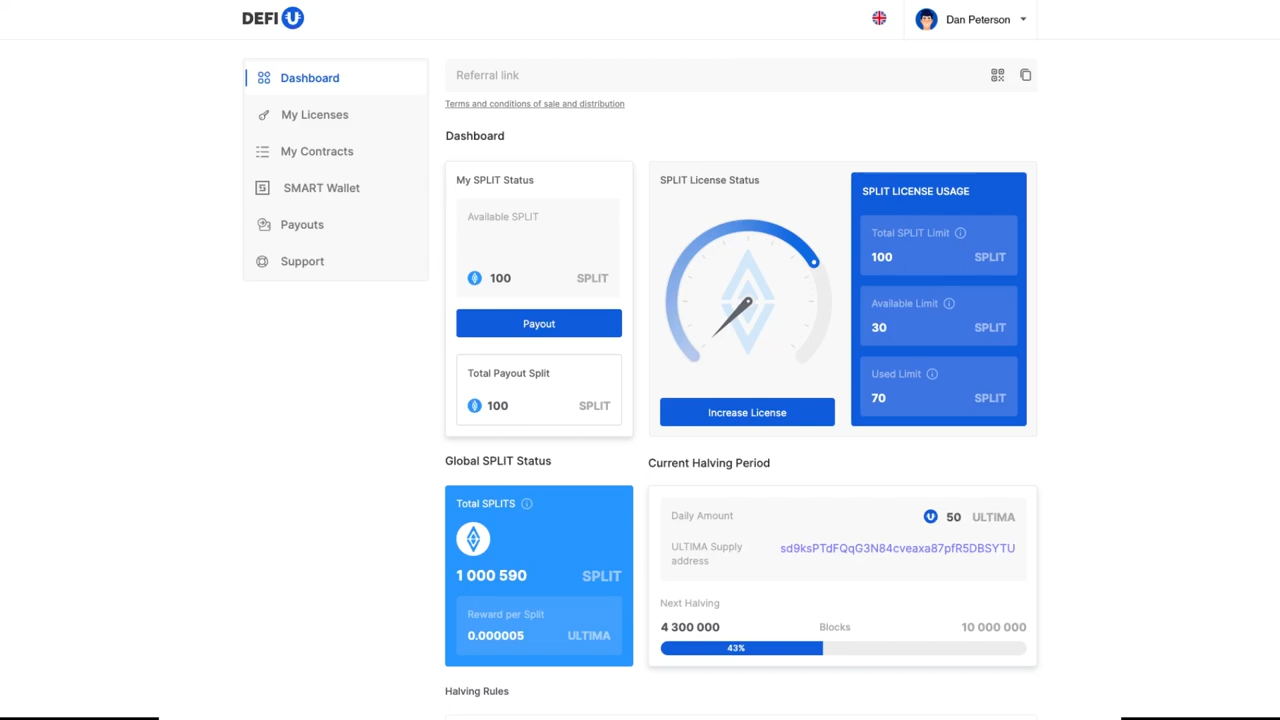 DEFI U
Dan Peterson
Dashboard
My Licenses
My Contracts
SMART Wallet
Payouts
Support
Referral link
Terms and conditions of sale and distribution
Dashboard
My SPLIT Status
Available SPLIT
100 SPLIT
Payout
Total Payout Split
100 SPLIT
SPLIT License Status
Increase License
SPLIT LICENSE USAGE
Total SPLIT Limit
100 SPLIT
Available Limit
30 SPLIT
Used Limit
70 SPLIT
Global SPLIT Status
Total SPLITS
1 000 590 SPLIT
Reward per Split
0.000005 ULTIMA
Current Halving Period
Daily Amount 50 ULTIMA
ULTIMA Supply
address
sd9ksPTdFQqG3N84cveaxa87pfR5DBSYTU
Next Halving
4 300 000 Blocks 10 000 000
43%
Halving Rules